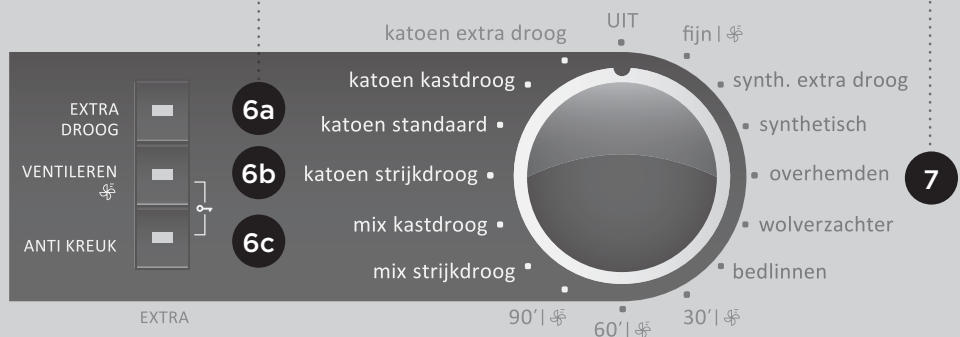 EXTRA
DROOG
VENTILEREN
ANTI KREUK
EXTRA
6a
6b
6c
katoen extra droog
katoen kastdroog
katoen standaard
katoen strijkdroog
mix kastdroog
mix strijkdroog
90'|
60'|
30'|
UIT
fijn |
synth. extra droog
synthetisch
overhemden
wolverzachter
bedlinnen
7